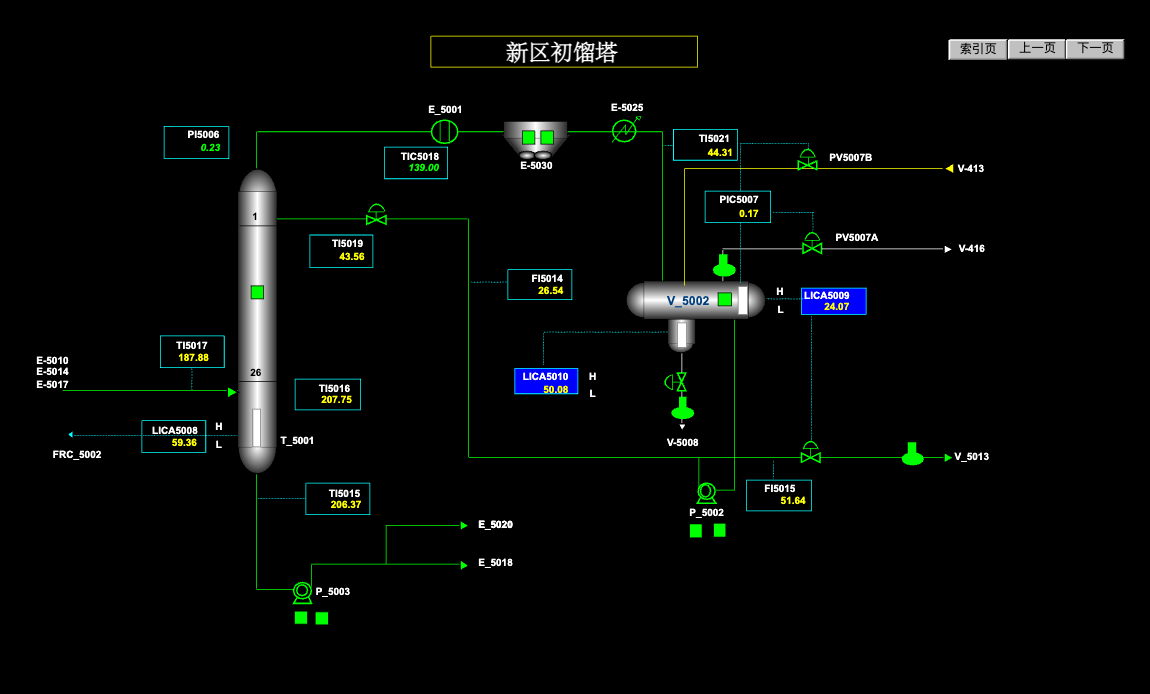 新区初馏塔
索引页 上一页 下一页
E_5001
E-5025
PI5006
0.23
TIC5018
139.00
E-5030
TI5021
44.31
PV5007B
V-413
PIC5007
0.17
PV5007A
V-416
1
TI5019
43.56
FI5014
26.54
V_5002
H
L
LICA5009
24.07
TI5017
187.88
E-5010
E-5014
E-5017
26
TI5016
207.75
LICA5010
50.08
H
L
LICA5008
59.36
H
L
T_5001
FRC_5002
V-5008
V_5013
TI5015
206.37
FI5015
51.64
P_5002
E_5020
E_5018
P_5003